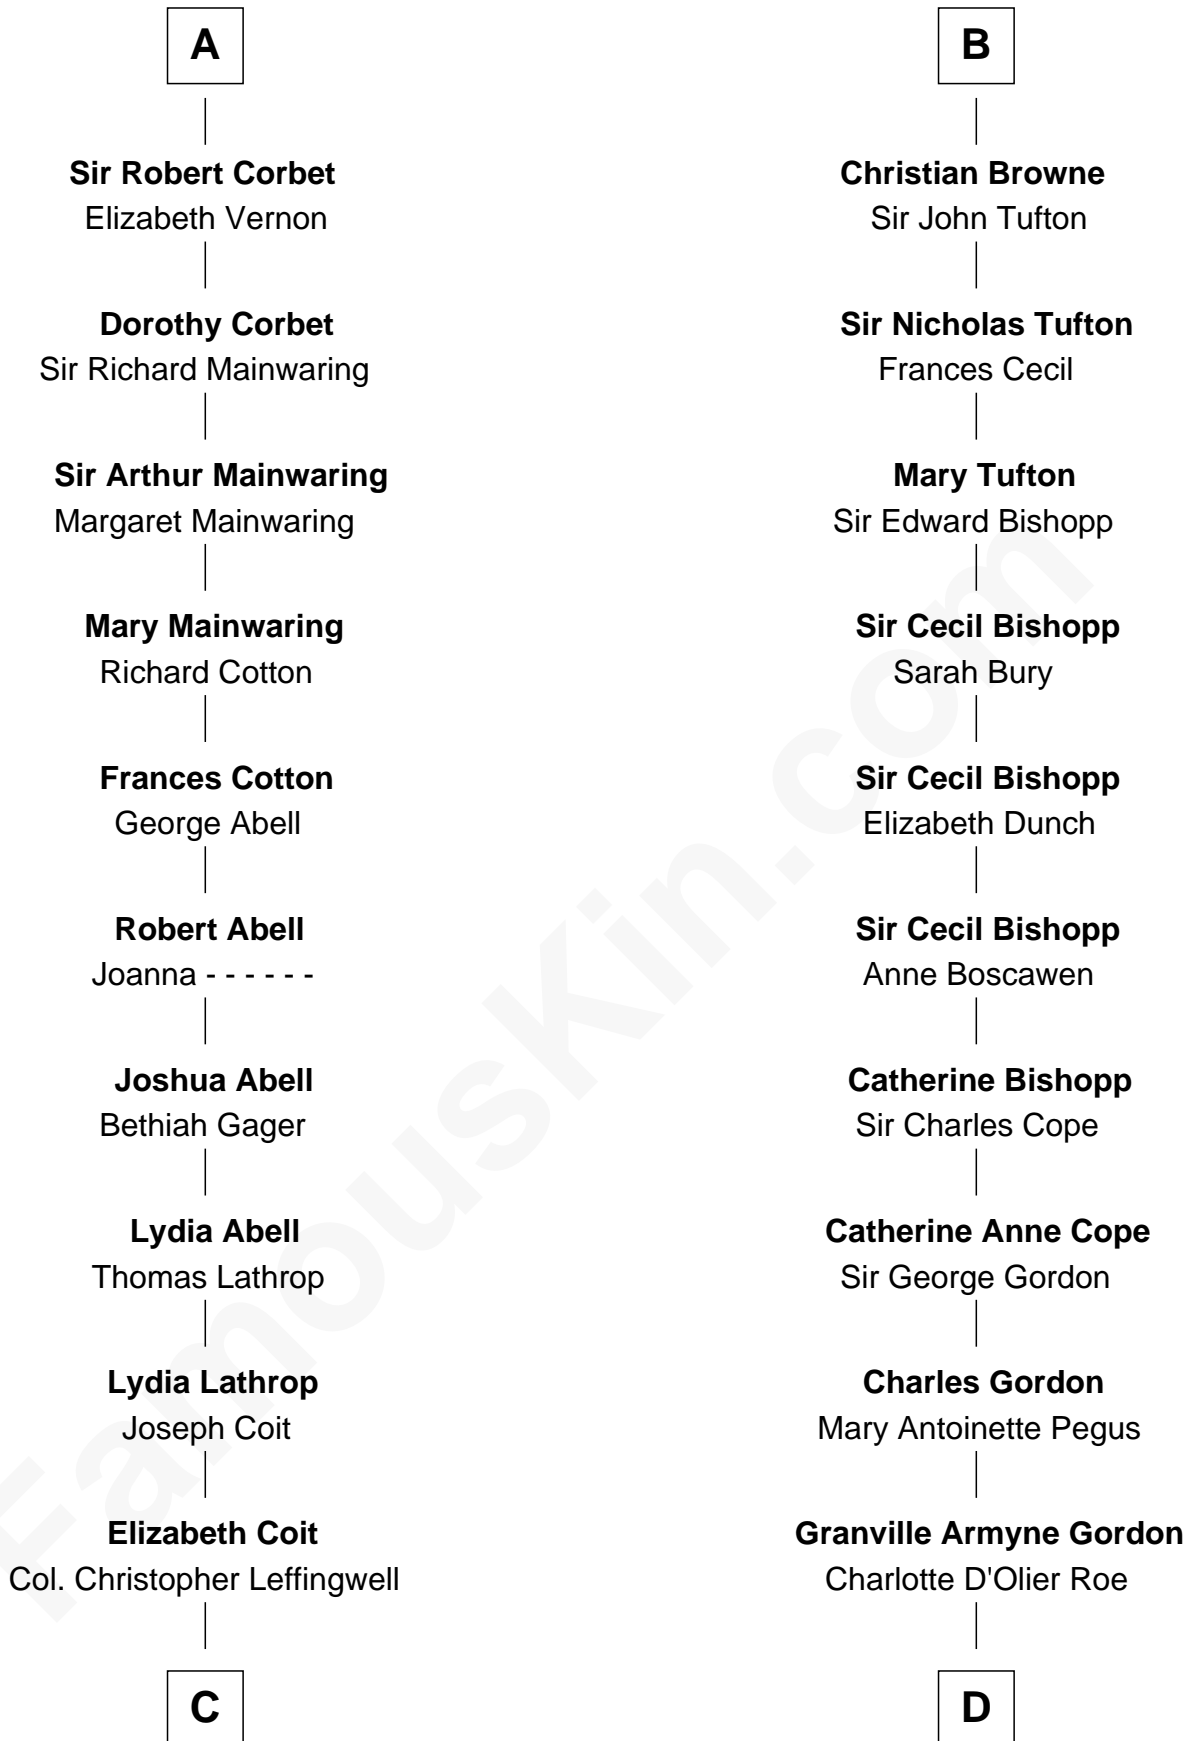 A
Sir Robert Corbet
Elizabeth Vernon
Dorothy Corbet
Sir Richard Mainwaring
Sir Arthur Mainwaring
Margaret Mainwaring
Mary Mainwaring
Richard Cotton
Frances Cotton
George Abell
Robert Abell
Joanna - - - - - -
Joshua Abell
Bethiah Gager
Lydia Abell
Thomas Lathrop
Lydia Lathrop
Joseph Coit
Elizabeth Coit
Col. Christopher Leffingwell
C
B
Christian Browne
Sir John Tufton
Sir Nicholas Tufton
Frances Cecil
Mary Tufton
Sir Edward Bishopp
Sir Cecil Bishopp
Sarah Bury
Sir Cecil Bishopp
Elizabeth Dunch
Sir Cecil Bishopp
Anne Boscawen
Catherine Bishopp
Sir Charles Cope
Catherine Anne Cope
Sir George Gordon
Charles Gordon
Mary Antoinette Pegus
Granville Armyne Gordon
Charlotte D'Olier Roe
D
FamousKin.com